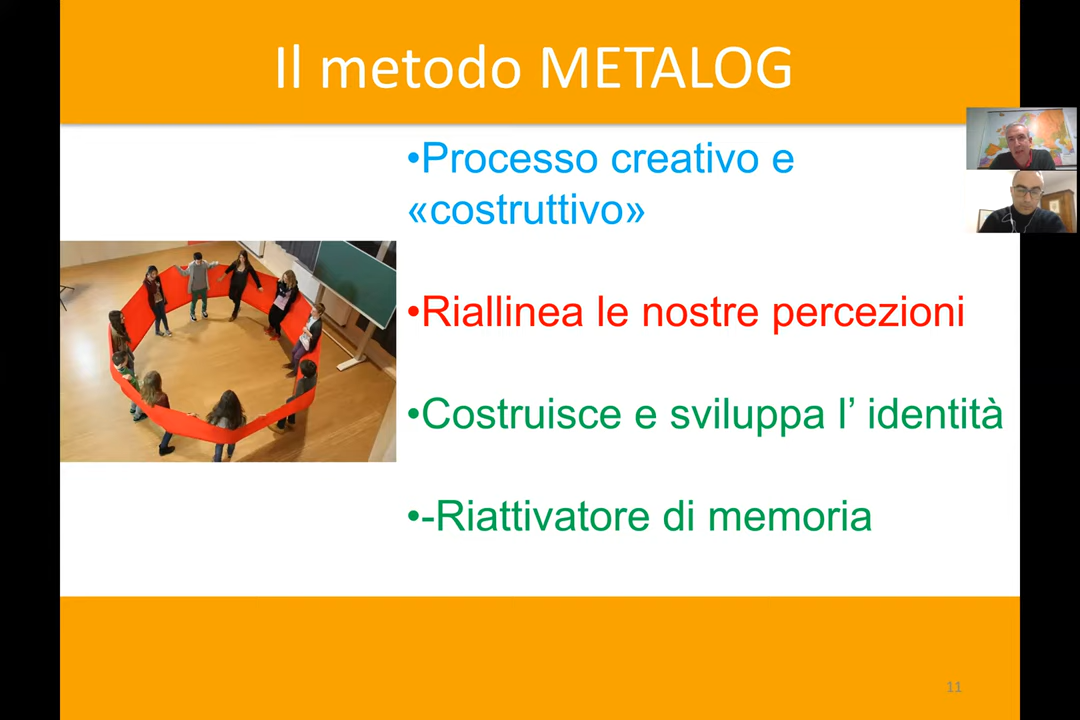 Il metodo METALOG
•Processo creativo e
«costruttivo»
•Riallinea le nostre percezioni
•Costruisce e sviluppa l’ identità
•-Riattivatore di memoria
11